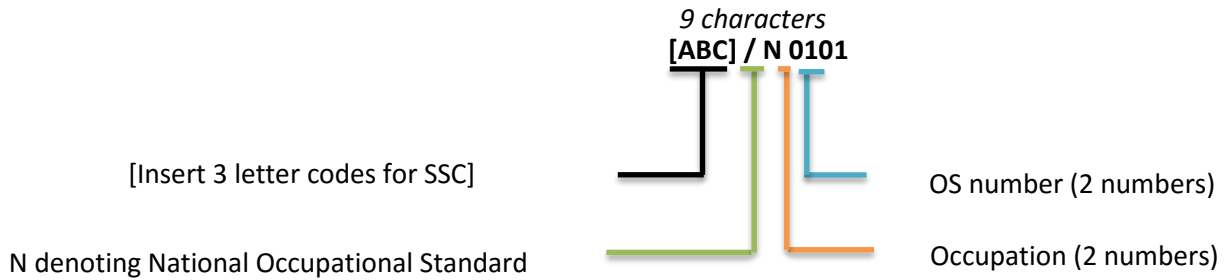 9 characters
[ABC] / N 0101
[Insert 3 letter codes for SSC]
OS number (2 numbers)
N denoting National Occupational Standard
Occupation (2 numbers)